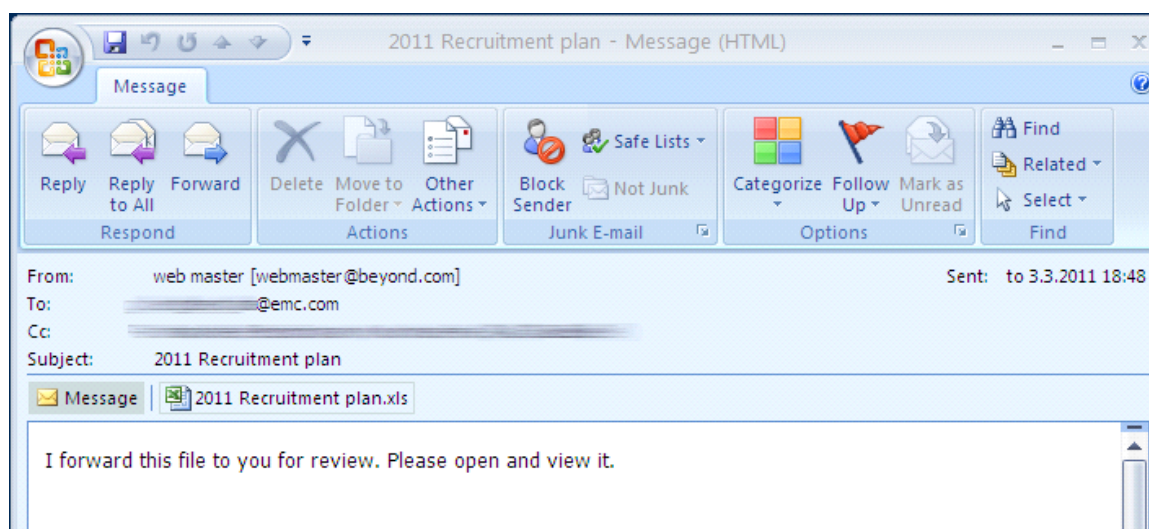 2011 Recruitment plan - Message (HTML)
Message
Reply
Reply to All
Forward
Respond
Delete
Move to Folder
Other Actions
Actions
Block Sender
Safe Lists
Not Junk
Junk E-mail
Categorize
Follow Up
Mark as Unread
Options
Find
Related
Select
Find
From: web master [webmaster@beyond.com] Sent: to 3.3.2011 18:48
To: @emc.com
Cc:
Subject: 2011 Recruitment plan
Message 2011 Recruitment plan.xls
I forward this file to you for review. Please open and view it.